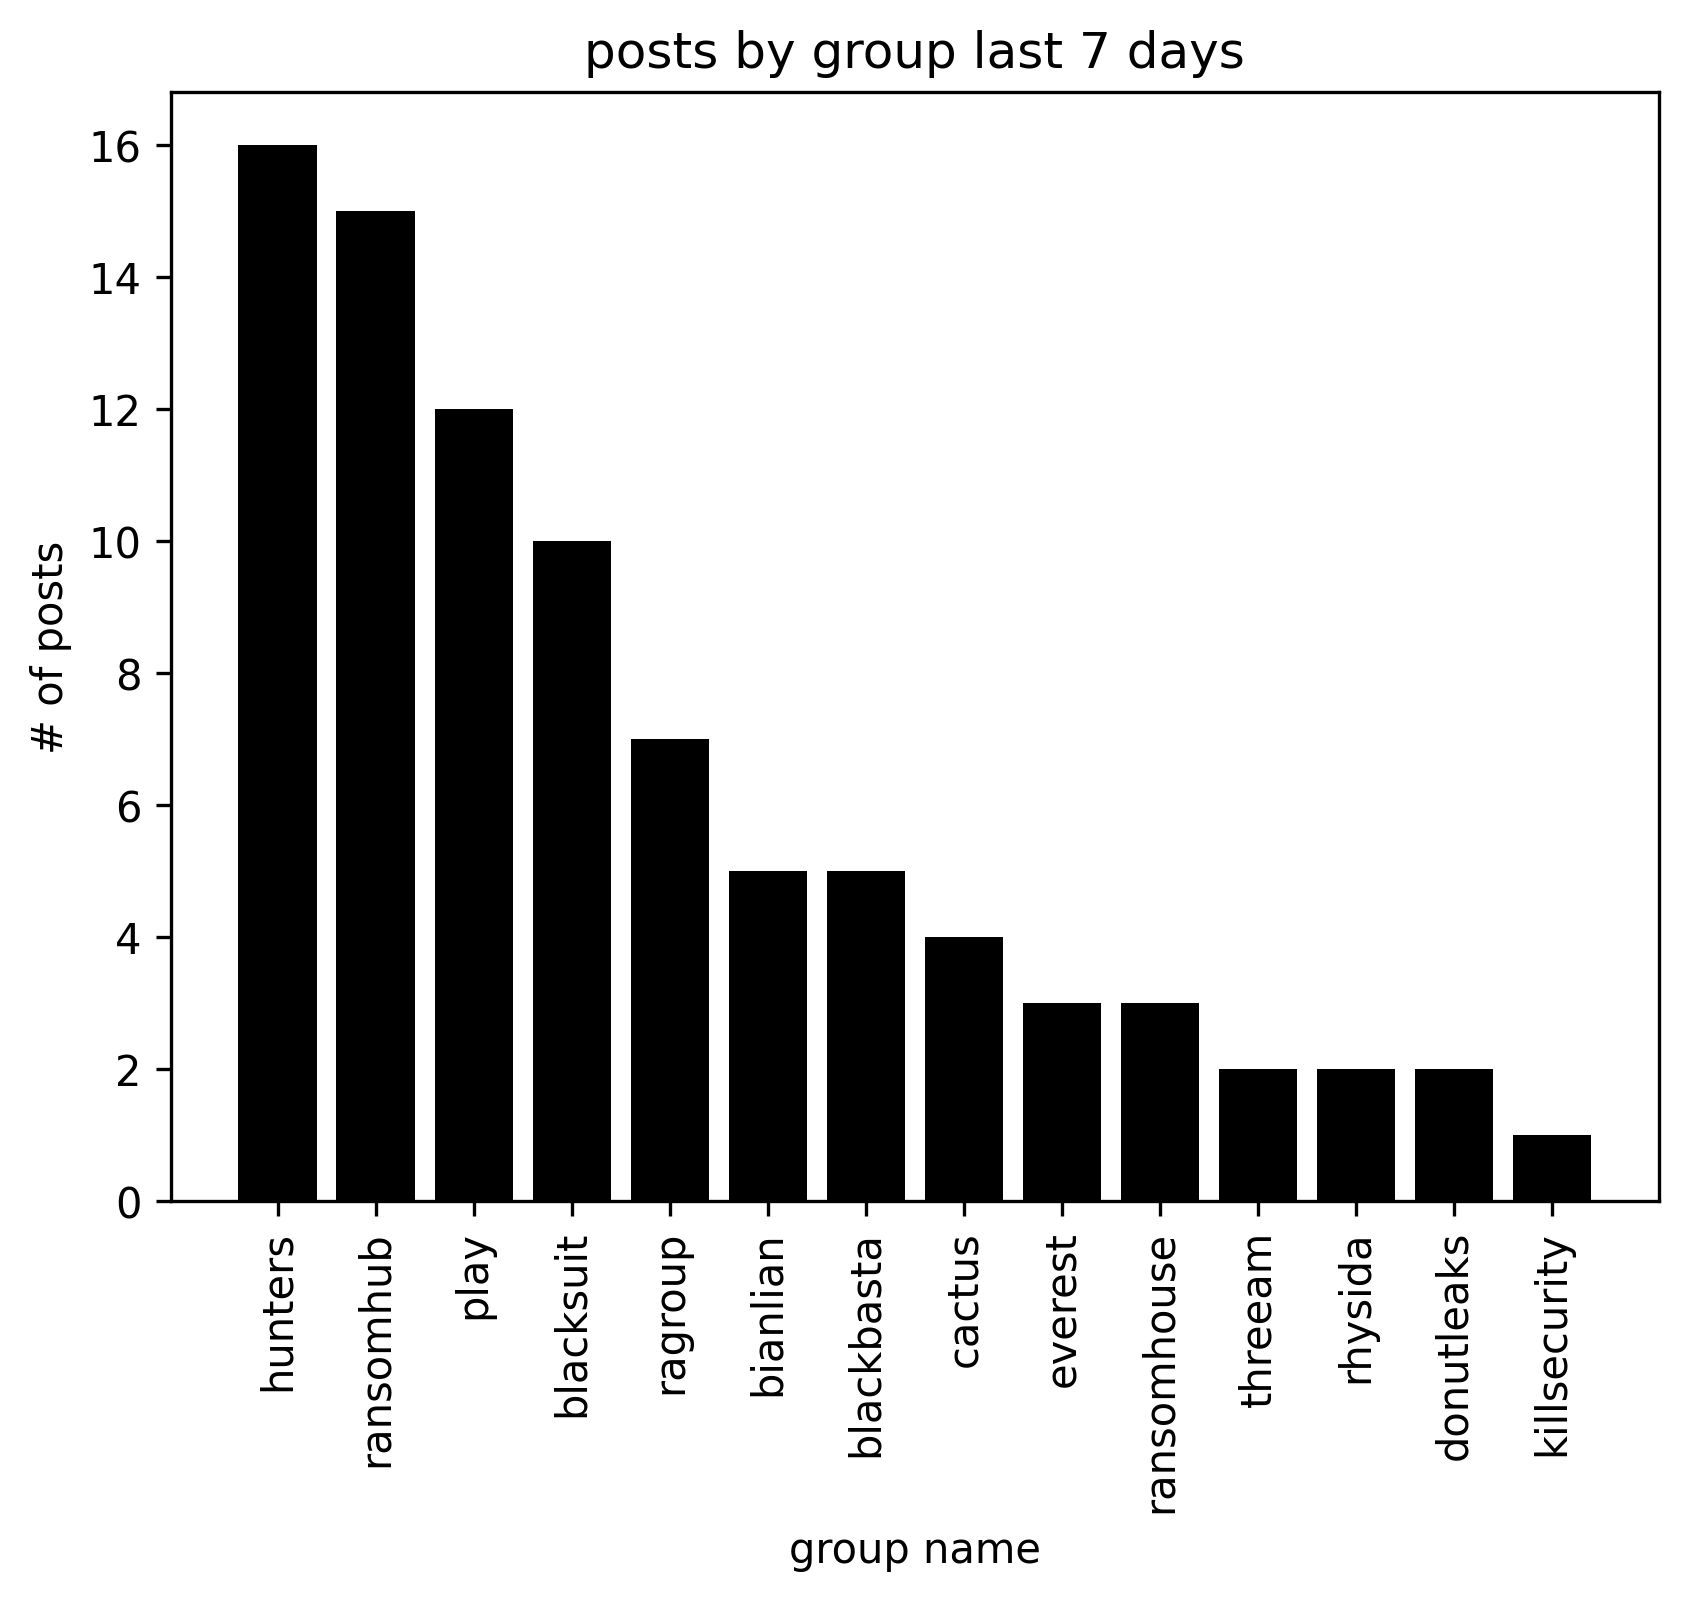 posts by group last 7 days
# of posts
16
14
12
10
8
6
4
2
0
hunters
ransomhub
play
blacksuit
ragroup
bianlian
blackbasta
cactus
everest
ransomhouse
threeam
rhysida
donutleaks
killsecurity
group name